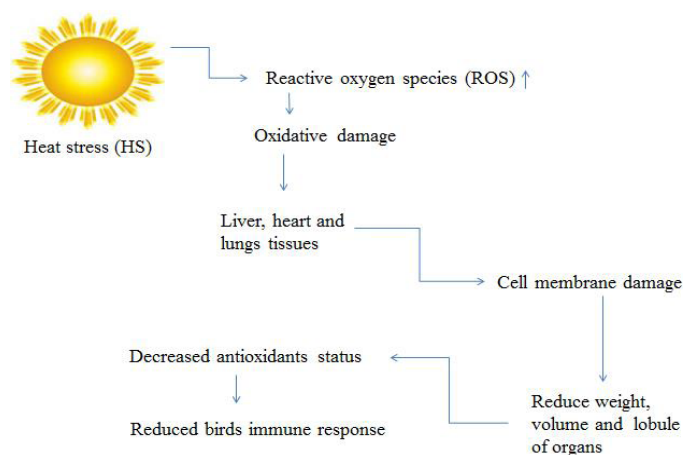 Heat stress (HS)
Reactive oxygen species (ROS) ↑
Oxidative damage
Liver, heart and
lungs tissues
Cell membrane damage
Reduce weight,
volume and lobule
of organs
Decreased antioxidants status
Reduced birds immune response